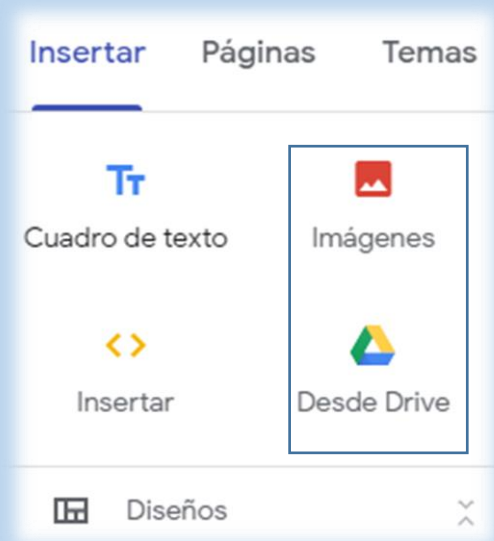 Insertar Páginas Temas
Cuadro de texto Imágenes
Insertar Desde Drive
Diseños